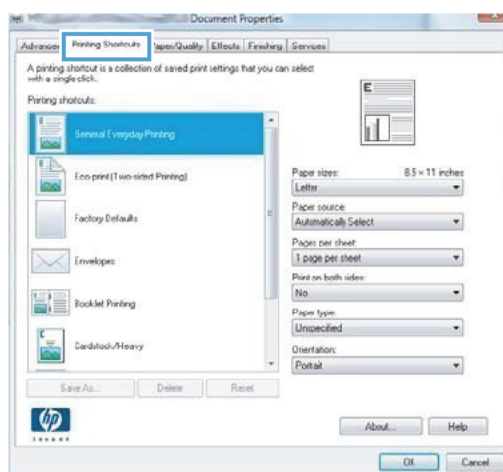 Document Properties
Advanced Printing Shortcuts Paper/Quality Effects Finishing Services
A printing shortcut is a collection of saved print settings that you can select
with a single click.
Printing shortcuts:
General Everyday Printing
Eco-print (Two-sided Printing)
Factory Defaults
Envelopes
Booklet Printing
Cardstock/Heavy
E
Paper sizes: 8.5 × 11 inches
Letter
Paper source:
Automatically Select
Pages per sheet:
1 page per sheet
Print on both sides:
No
Paper type:
Unspecified
Orientation:
Portrait
Save As... Delete Reset
hp
invent
About... Help
OK Cancel